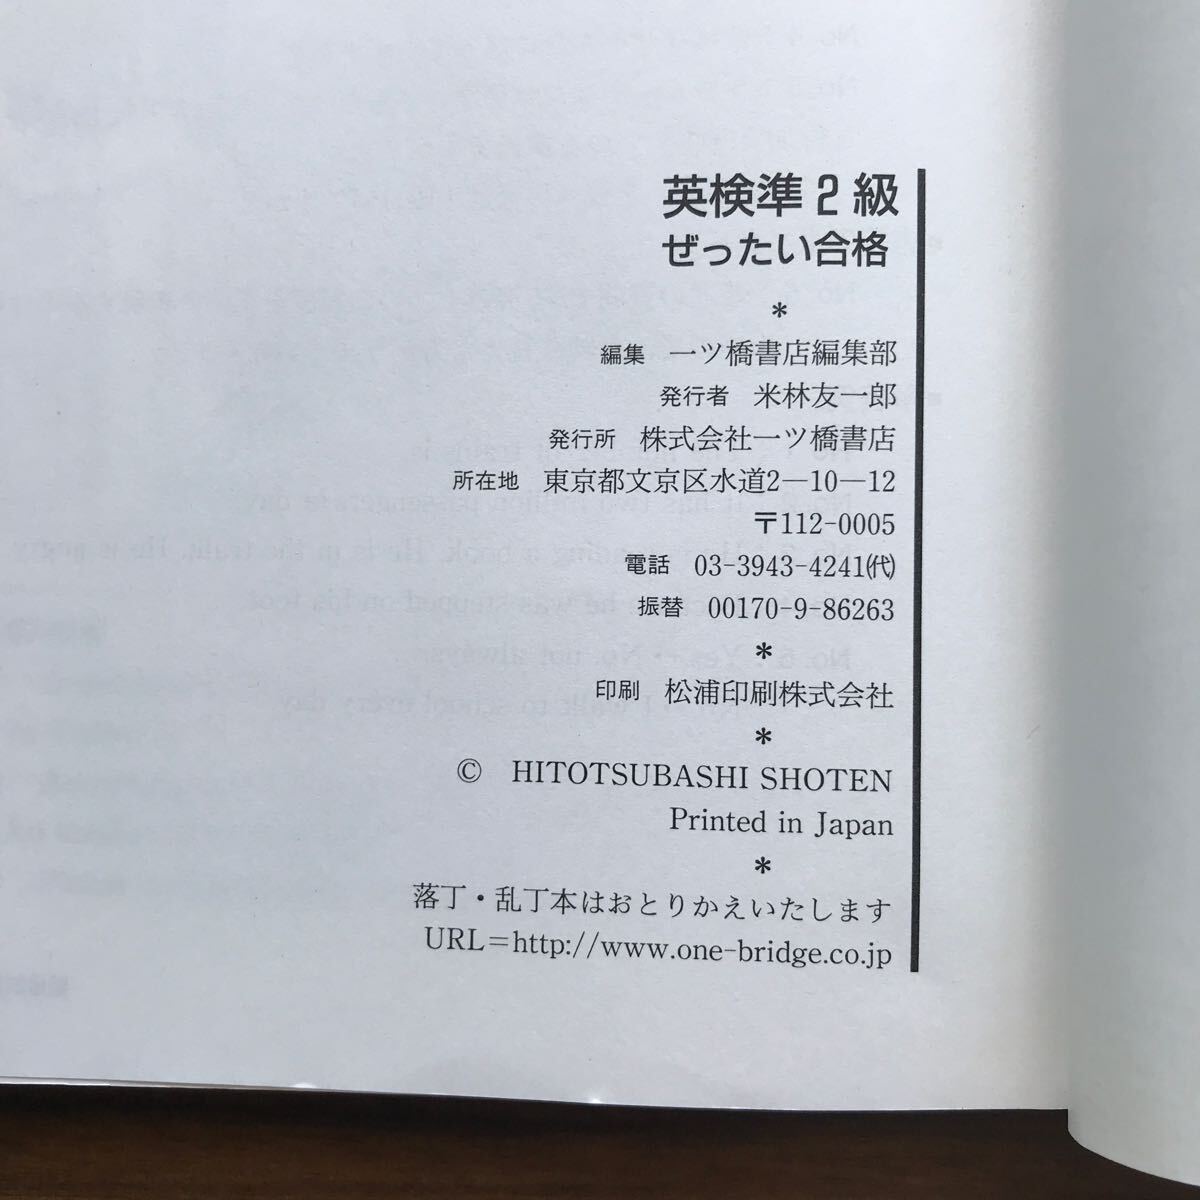 英検準2級
ぜったい合格
*
編集 一ツ橋書店編集部
発行者 米林友一郎
発行所 株式会社一ツ橋書店
所在地 東京都文京区水道2―10―12
〒112-0005
電話 03-3943-4241㈹
振替 00170-9-86263
*
印刷 松浦印刷株式会社
*
© HITOTSUBASHI SHOTEN
Printed in Japan
*
落丁・乱丁本はおとりかえいたします
URL=http://www.one-bridge.co.jp